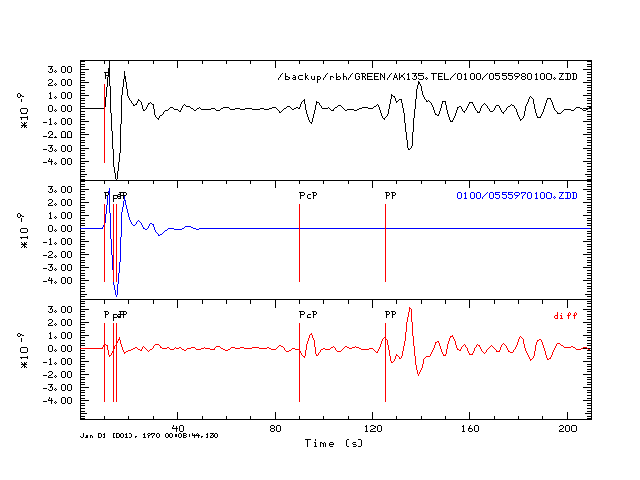 3.00
2.00
1.00
0.00
-1.00
-2.00
-3.00
-4.00
*10 -9
P
/backup/rbh/GREEN/AK135.TEL/0100/0555980100.ZDD
3.00
2.00
1.00
0.00
-1.00
-2.00
-3.00
-4.00
*10 -9
P
PcP
PP
0100/0555970100.ZDD
3.00
2.00
1.00
0.00
-1.00
-2.00
-3.00
-4.00
*10 -9
P
PcP
PP
diff
40 80 120 160 200
Jan 01 (001), 1970 00:08:44.130
Time (s)